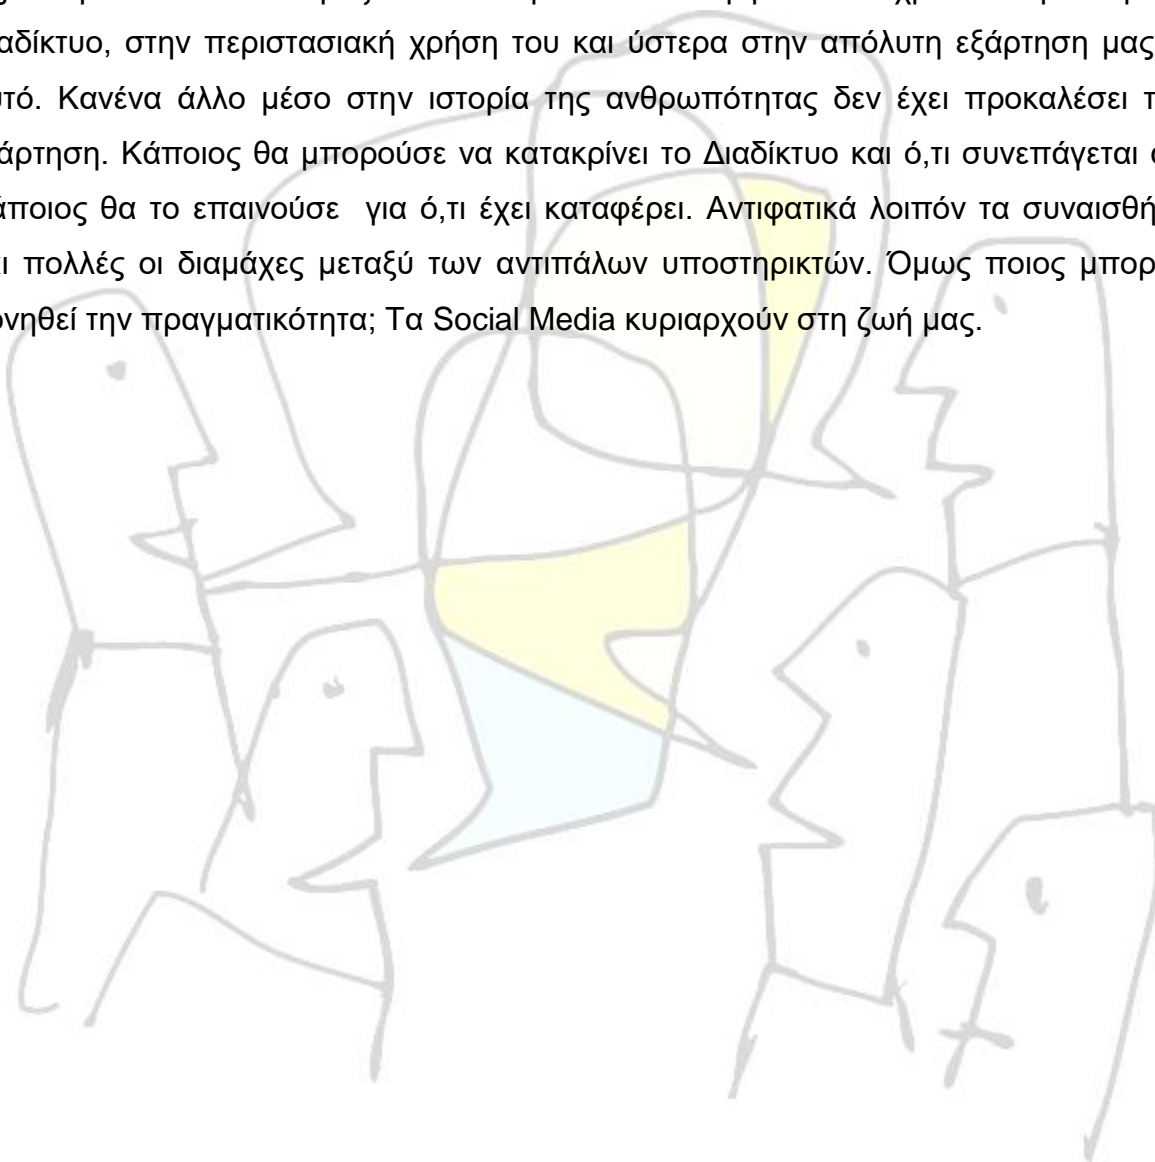 αδίκτυο, στην περιστασιακή χρήση του και ύστερα στην απόλυτη εξάρτηση μας
υτό. Κανένα άλλο μέσο στην ιστορία της ανθρωπότητας δεν έχει προκαλέσει τ
άρτηση. Κάποιος θα μπορούσε να κατακρίνει το Διαδίκτυο και ό,τι συνεπάγεται
άποιος θα το επαινούσε για ό,τι έχει καταφέρει. Αντιφατικά λοιπόν τα συναισθή
ι πολλές οι διαμάχες μεταξύ των αντιπάλων υποστηρικτών. Όμως ποιος μπορ
ρνηθεί την πραγματικότητα; Τα Social Media κυριαρχούν στη ζωή μας.